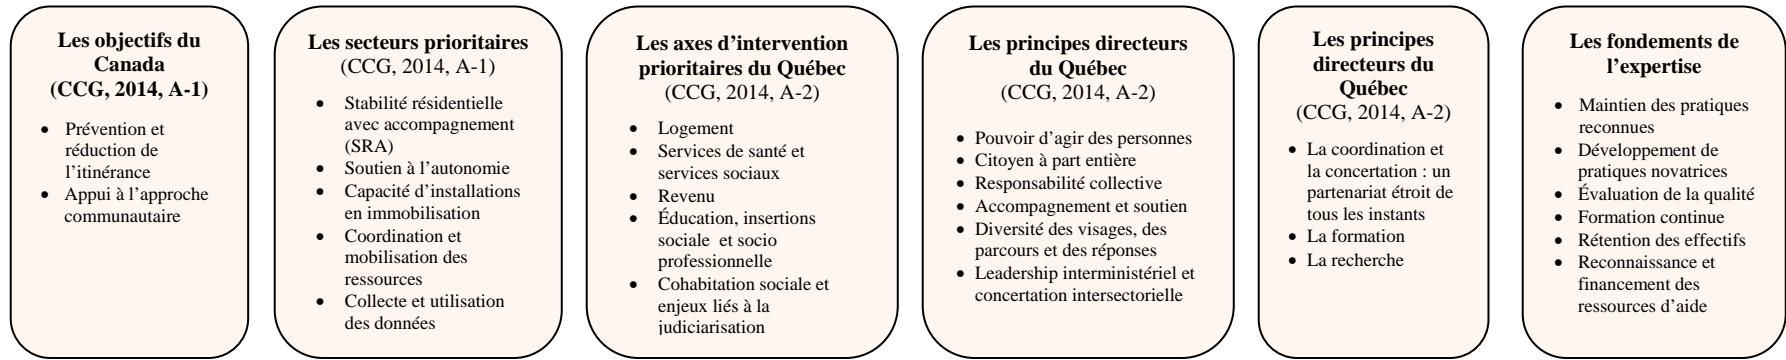 Les objectifs du
Canada
(CCG, 2014, A-1)
• Prévention et
réduction de
l’itinérance
• Appui à l’approche
communautaire
Les secteurs prioritaires
(CCG, 2014, A-1)
• Stabilité résidentielle
avec accompagnement
(SRA)
• Soutien à l’autonomie
• Capacité d’installations
en immobilisation
• Coordination et
mobilisation des
ressources
• Collecte et utilisation
des données
Les axes d’intervention
prioritaires du Québec
(CCG, 2014, A-2)
• Logement
• Services de santé et
services sociaux
• Revenu
• Éducation, insertions
sociale et socio
professionnelle
• Cohabitation sociale et
enjeux liés à la
judiciarisation
Les principes directeurs
du Québec
(CCG, 2014, A-2)
• Pouvoir d’agir des personnes
• Citoyen à part entière
• Responsabilité collective
• Accompagnement et soutien
• Diversité des visages, des
parcours et des réponses
• Leadership interministériel et
concertation intersectorielle
Les principes
directeurs du
Québec
(CCG, 2014, A-2)
• La coordination et
la concertation : un
partenariat étroit de
tous les instants
• La formation
• La recherche
Les fondements de
l’expertise
• Maintien des pratiques
reconnues
• Développement de
pratiques novatrices
• Évaluation de la qualité
• Formation continue
• Rétention des effectifs
• Reconnaissance et
financement des
ressources d’aide